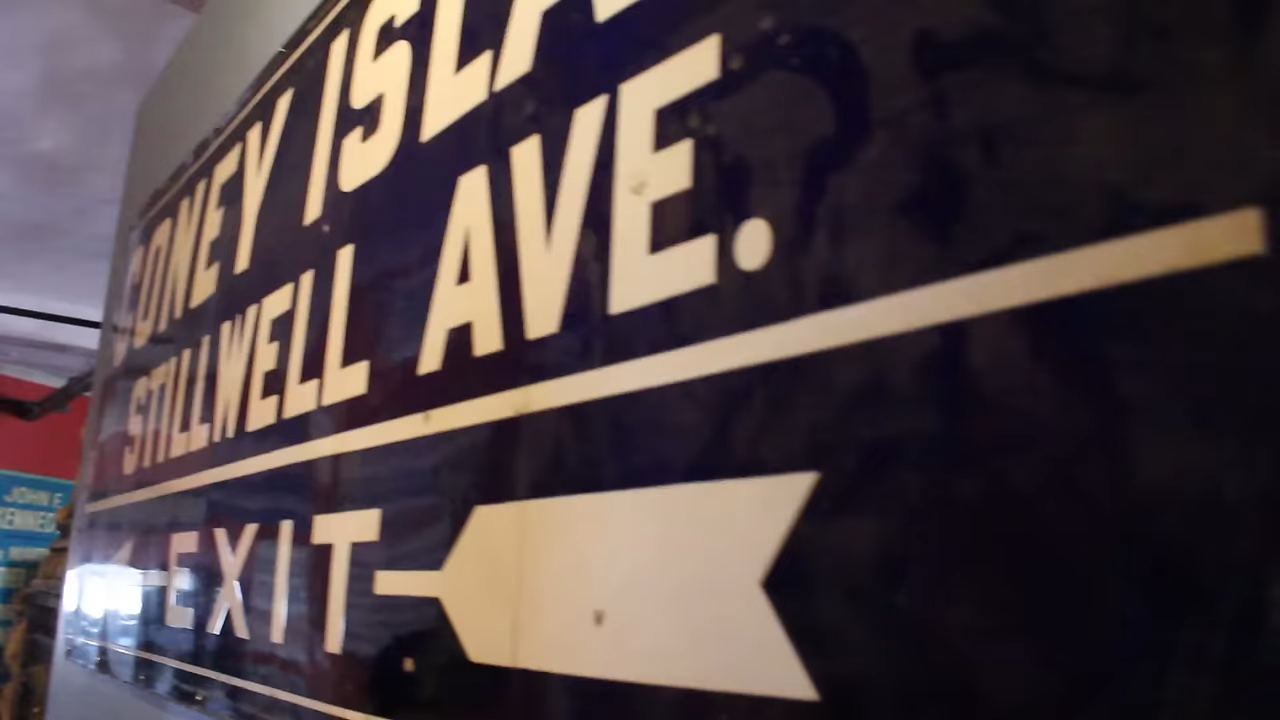 CONEY ISLA
STILLWELL AVE.
EXIT
JOHN F.
KENNED